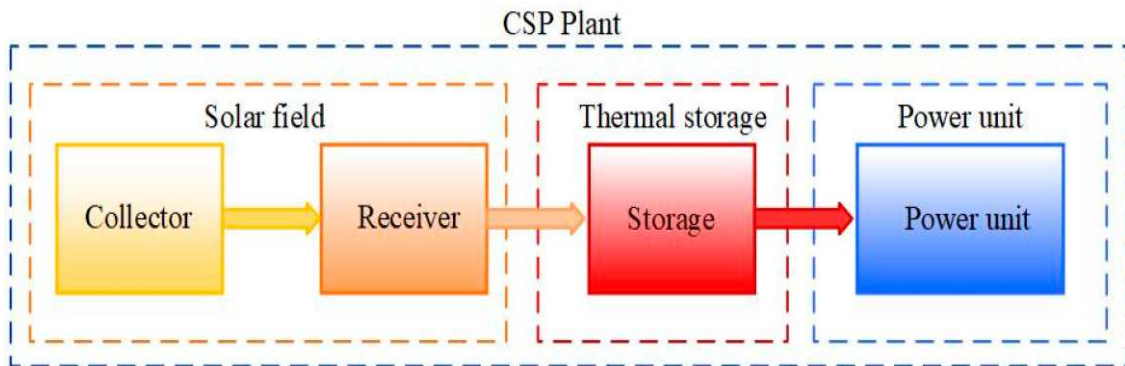 CSP Plant
Solar field
Thermal storage
Power unit
Collector
Receiver
Storage
Power unit